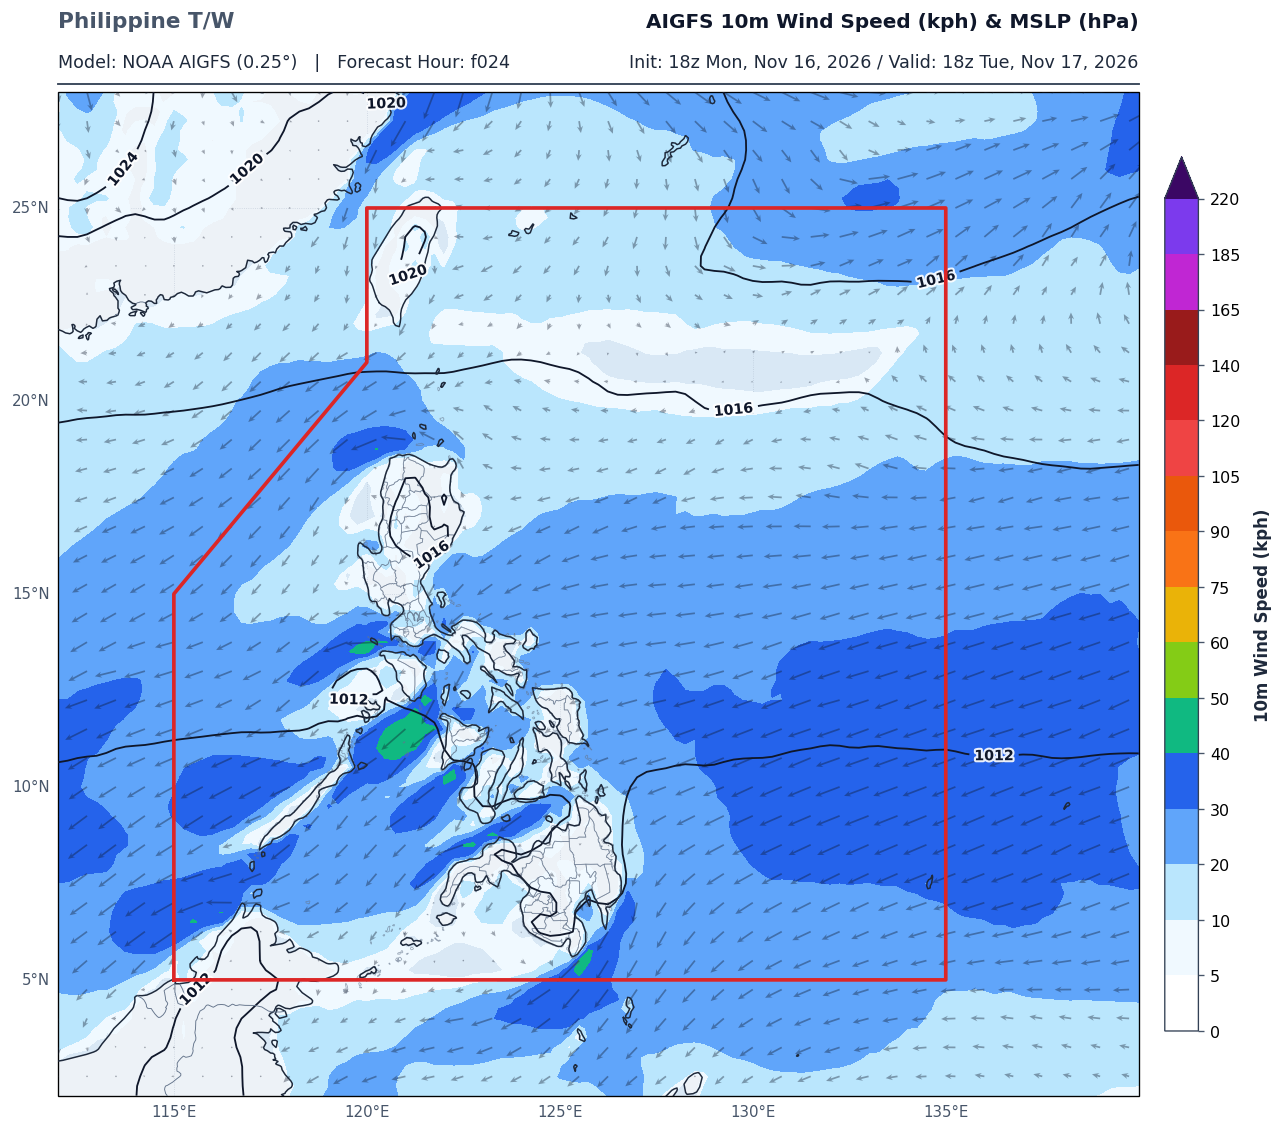 Philippine T/W
AIGFS 10m Wind Speed (kph) & MSLP (hPa)
Model: NOAA AIGFS (0.25°) | Forecast Hour: f024
Init: 18z Mon, Nov 16, 2026 / Valid: 18z Tue, Nov 17, 2026
1020
1024
1020
1020
1016
1016
1016
1012
1012
1012
25°N
20°N
15°N
10°N
5°N
115°E
120°E
125°E
130°E
135°E
220
185
165
140
120
105
90
75
60
50
40
30
20
10
5
0
10m Wind Speed (kph)